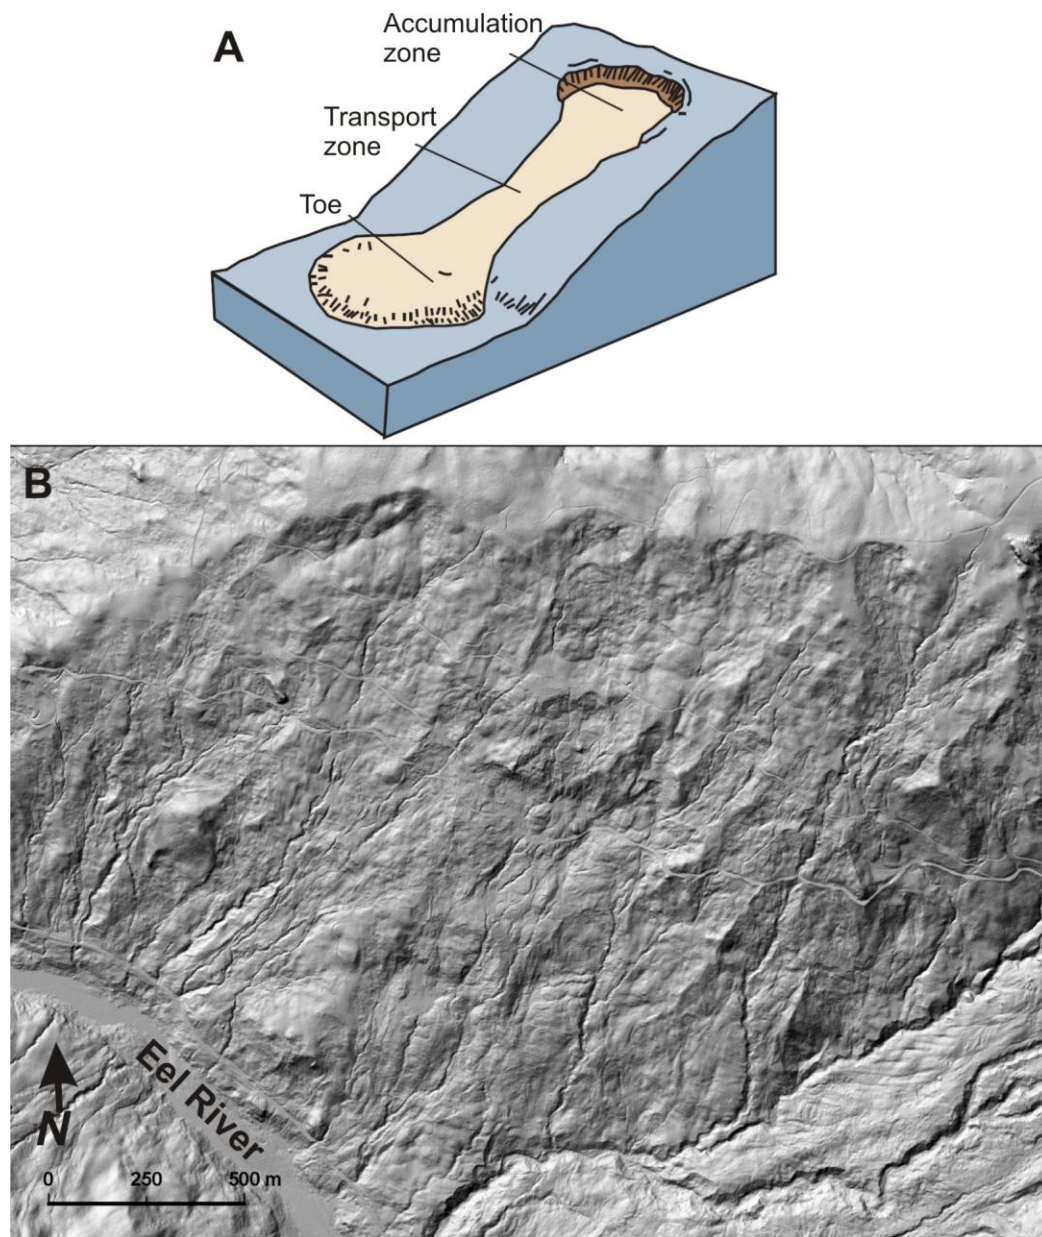 A
Accumulation
zone
Transport
zone
Toe
B
Eel River
N
0 250 500 m